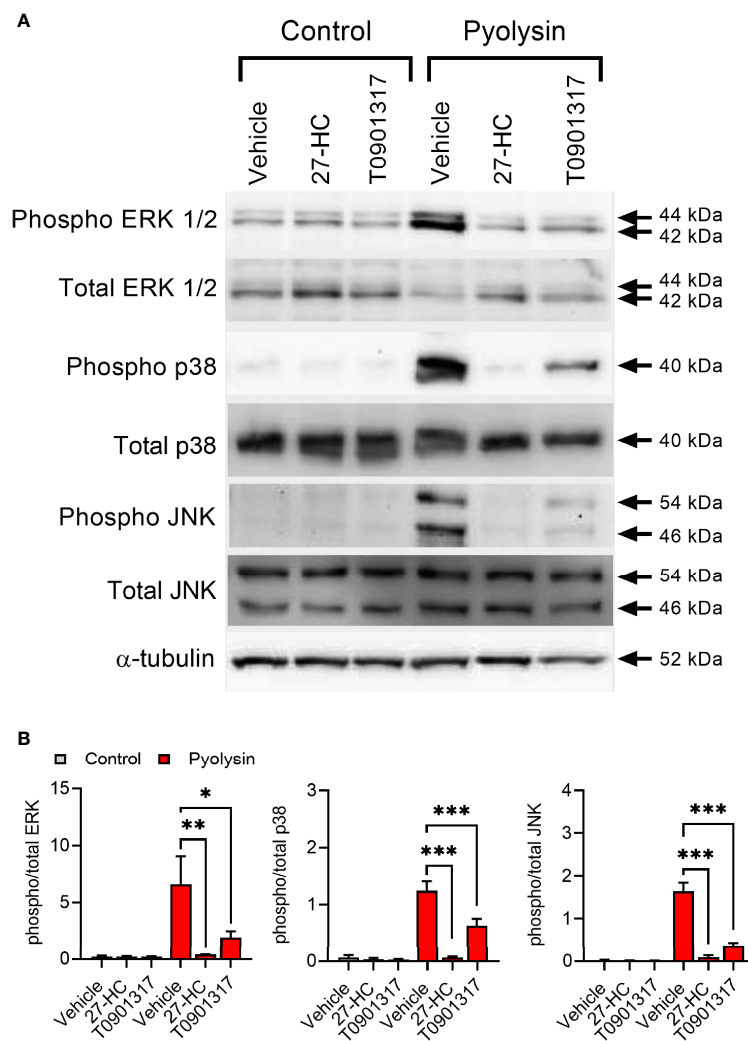 A
Control Pyolysin
Vehicle 27-HC T0901317 Vehicle 27-HC T0901317
Phospho ERK 1/2 44 kDa
42 kDa
Total ERK 1/2 44 kDa
42 kDa
Phospho p38 40 kDa
Total p38 40 kDa
Phospho JNK 54 kDa
46 kDa
Total JNK 54 kDa
46 kDa
α-tubulin 52 kDa
B
Control Pyolysin
phospho/total ERK
15
10
5
0
* **
Vehicle 27-HC T0901317 Vehicle 27-HC T0901317
phospho/total p38
3
2
1
0
*** ***
Vehicle 27-HC T0901317 Vehicle 27-HC T0901317
phospho/total JNK
4
3
2
1
0
*** ***
Vehicle 27-HC T0901317 Vehicle 27-HC T0901317